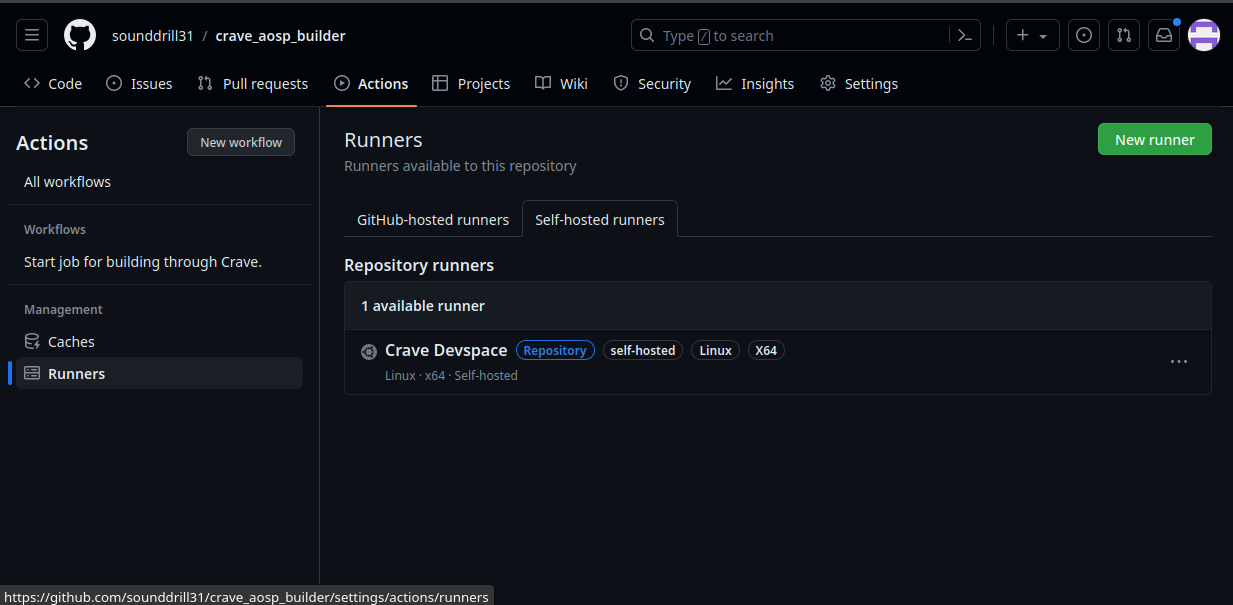 sounddrill31 / crave_aosp_builder
Type / to search
Code Issues Pull requests Actions Projects Wiki Security Insights Settings
Actions
New workflow
All workflows
Workflows
Start job for building through Crave.
Management
Caches
Runners
Runners
New runner
Runners available to this repository
GitHub-hosted runners Self-hosted runners
Repository runners
1 available runner
Crave Devspace Repository self-hosted Linux X64
Linux · x64 · Self-hosted
https://github.com/sounddrill31/crave_aosp_builder/settings/actions/runners